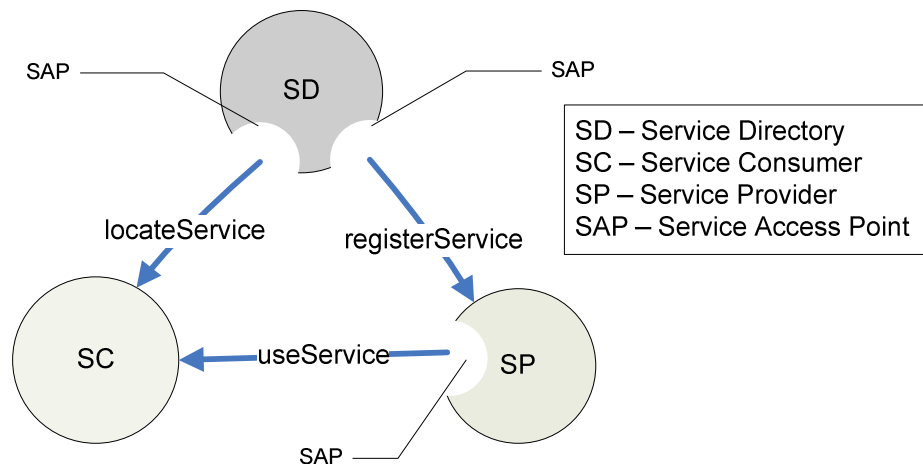 SAP
SD
SAP
SD – Service Directory
SC – Service Consumer
SP – Service Provider
SAP – Service Access Point
locateService
registerService
SC
useService
SP
SAP